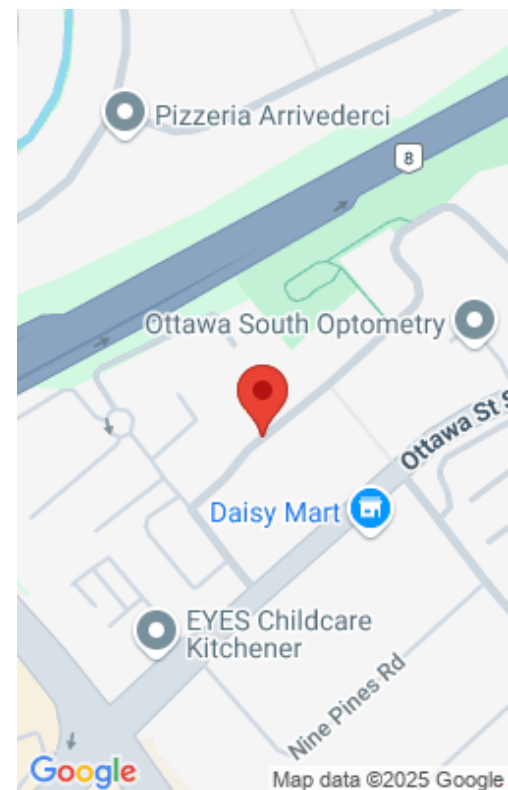 Pizzeria Arrivederci
8
Ottawa South Optometry
Ottawa St S
Daisy Mart
EYES Childcare
Kitchener
Nine Pines Rd
Google
Map data ©2025 Google